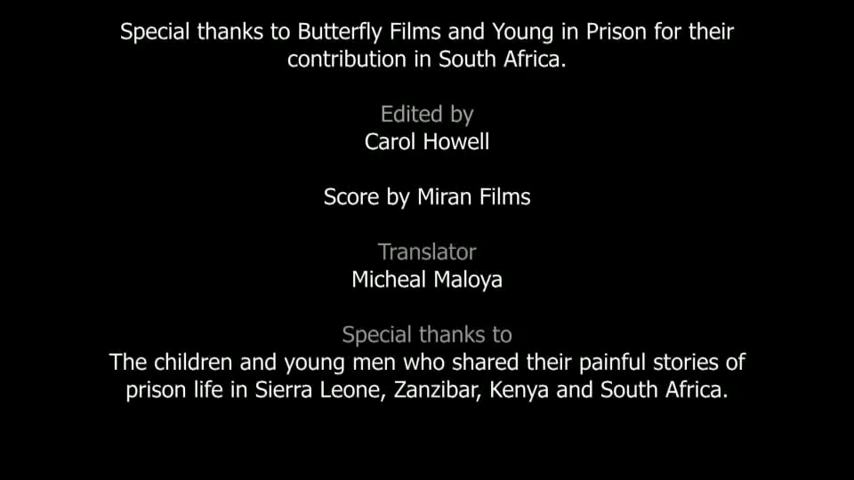 Special thanks to Butterfly Films and Young in Prison for their
contribution in South Africa.
Edited by
Carol Howell
Score by Miran Films
Translator
Micheal Maloya
Special thanks to
The children and young men who shared their painful stories of
prison life in Sierra Leone, Zanzibar, Kenya and South Africa.